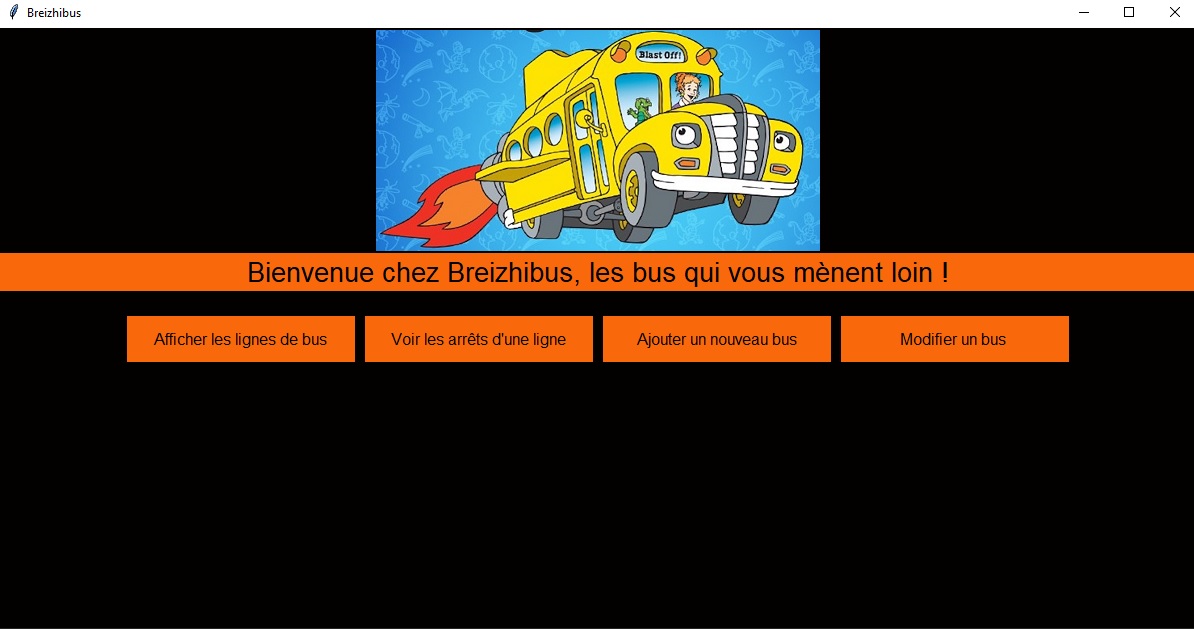 Breizhibus
Blast Off!
Bienvenue chez Breizhibus, les bus qui vous mènent loin !
Afficher les lignes de bus
Voir les arrêts d'une ligne
Ajouter un nouveau bus
Modifier un bus